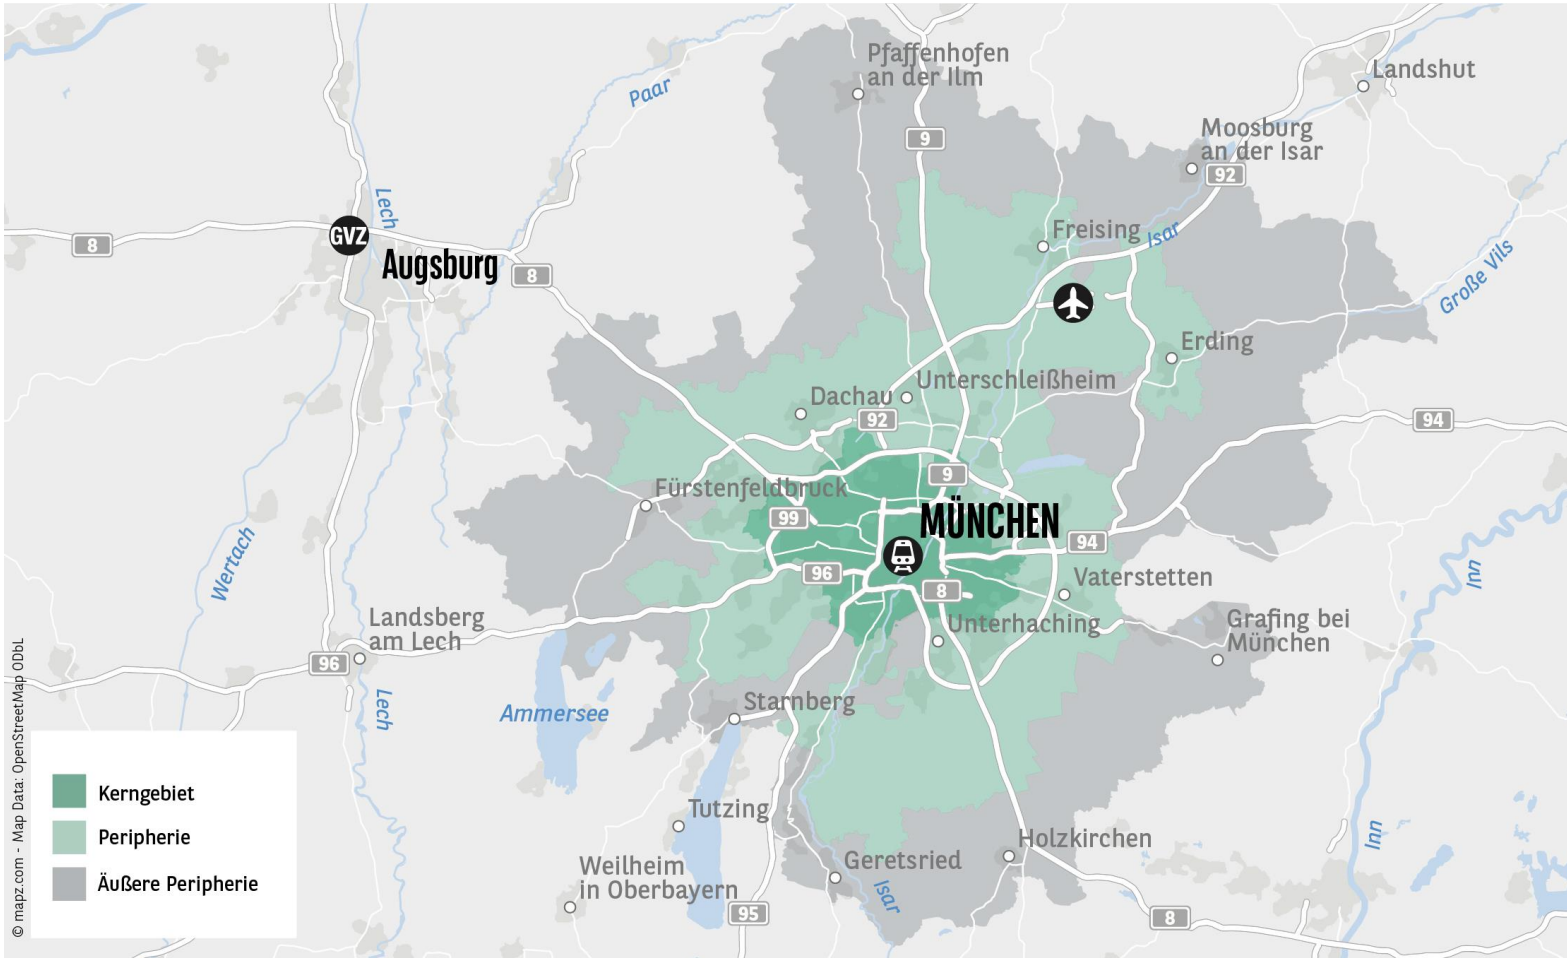 Pfaffenhofen
an der Ilm
Landshut
Paar
Moosburg
an der Isar
9
92
Lech
GVZ
Freising
Isar
8
Augsburg
8
Große Vils
Erding
Unterschleißheim
Dachau
92
94
9
Fürstenfeldbruck
99
MÜNCHEN
94
Wertach
96
Vaterstetten
Inn
8
Landsberg
am Lech
Unterhaching
Grafing bei
München
96
Lech
Ammersee
Starnberg
Tutzing
Holzkirchen
Inn
Weilheim
in Oberbayern
Geretsried
Isar
95
8
Kerngebiet
Peripherie
Äußere Peripherie
© mapz.com - Map Data: OpenStreetMap ODbL